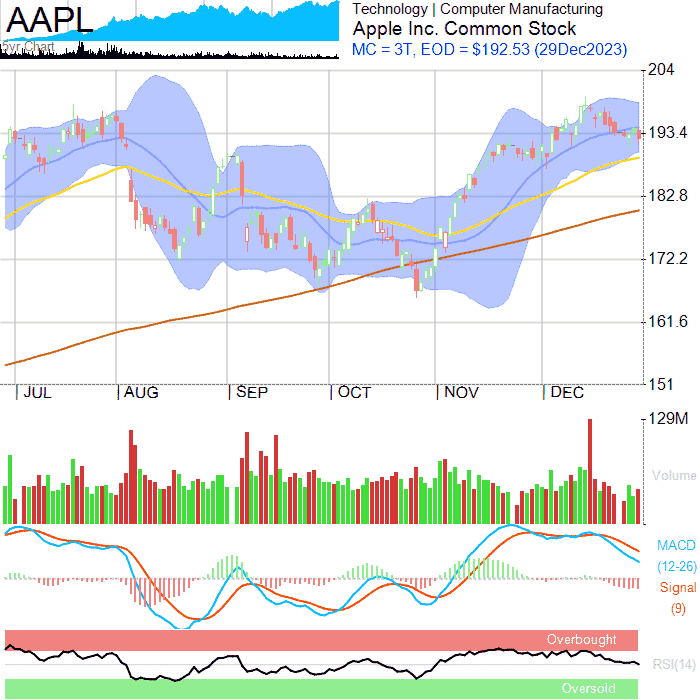 AAPL
5yr Chart
Technology | Computer Manufacturing
Apple Inc. Common Stock
MC = 3T, EOD = $192.53 (29Dec2023)
204
193.4
182.8
172.2
161.6
151
JUL AUG SEP OCT NOV DEC
129M
Volume
MACD
(12-26)
Signal
(9)
Overbought
RSI(14)
Oversold